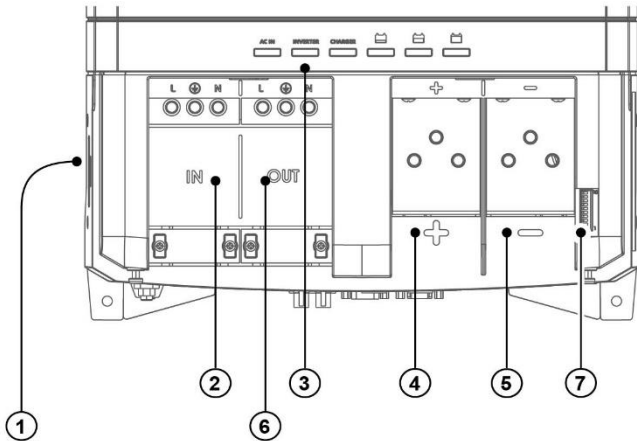 AC IN INVERTER CHARGER
L N L N + −
IN OUT
+ −
2 6 3 4 5 7
1